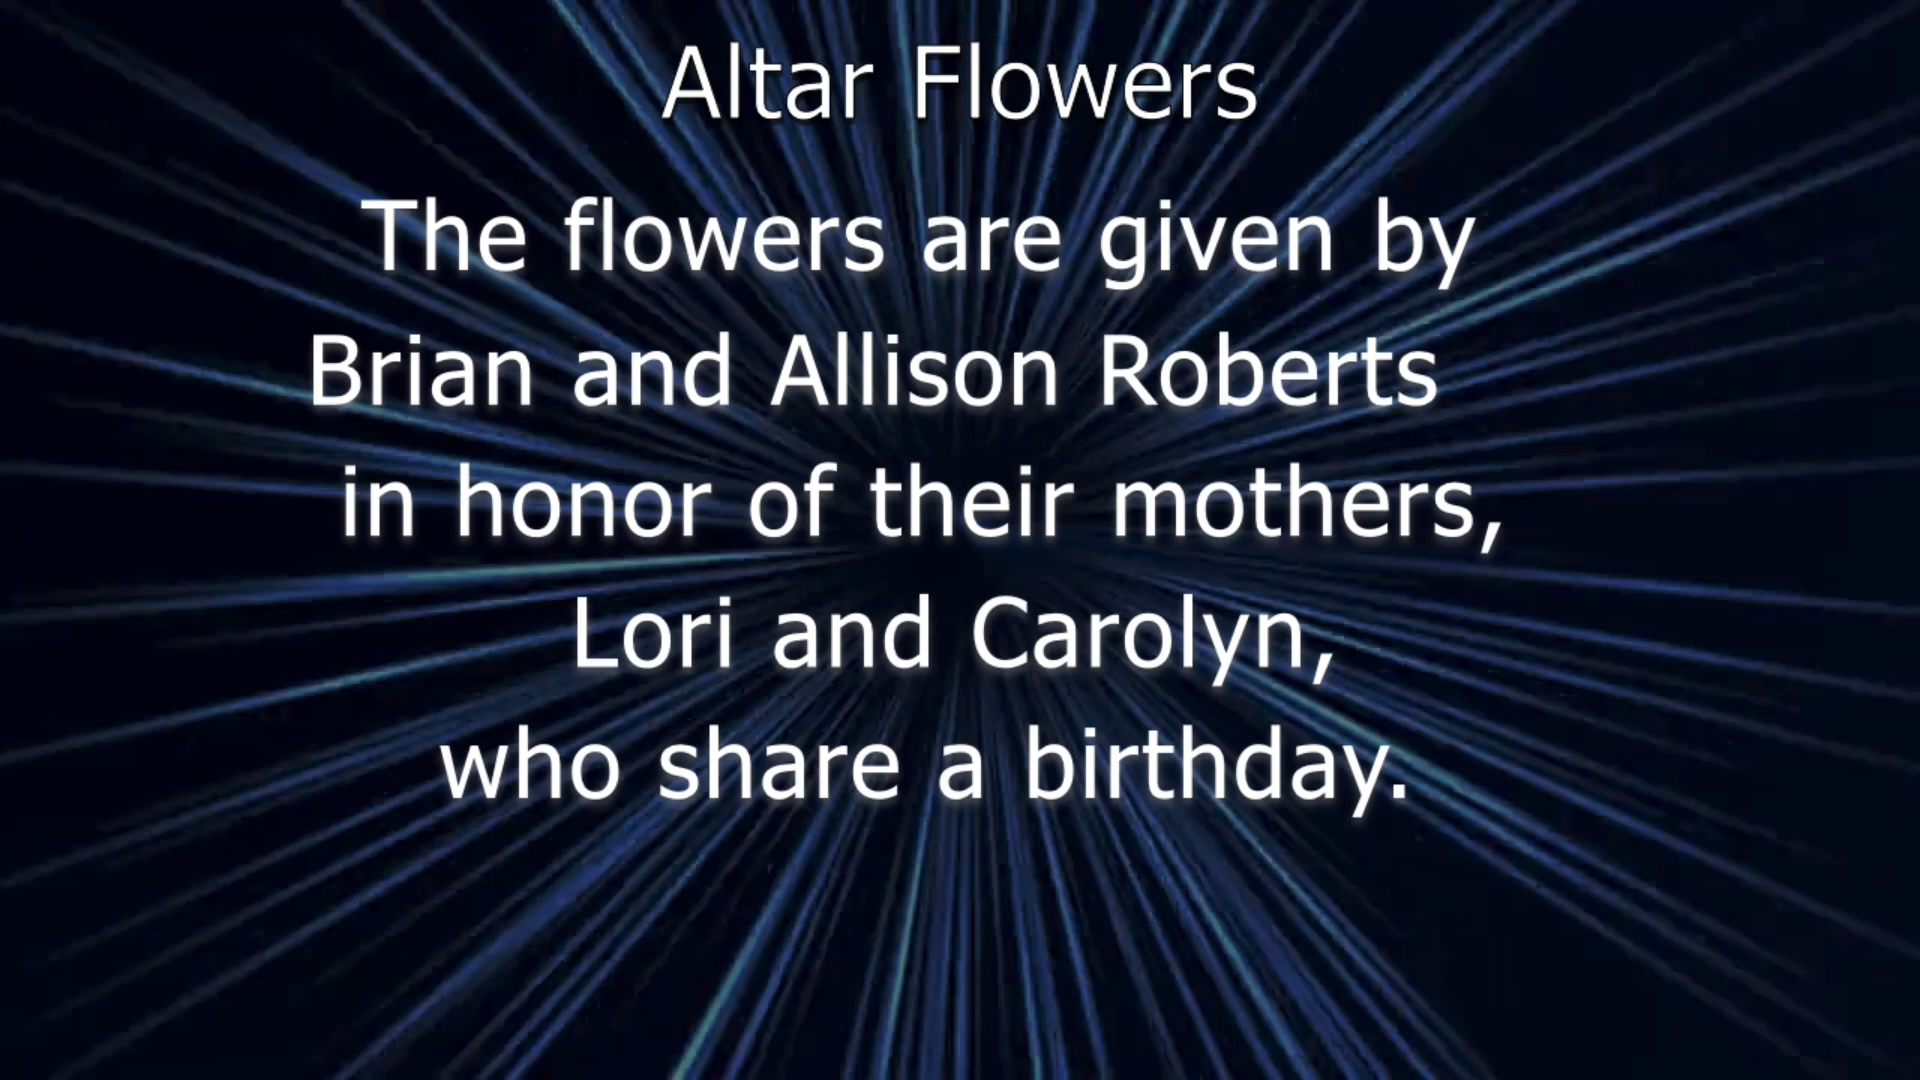 Altar Flowers
The flowers are given by
Brian and Allison Roberts
in honor of their mothers,
Lori and Carolyn,
who share a birthday.